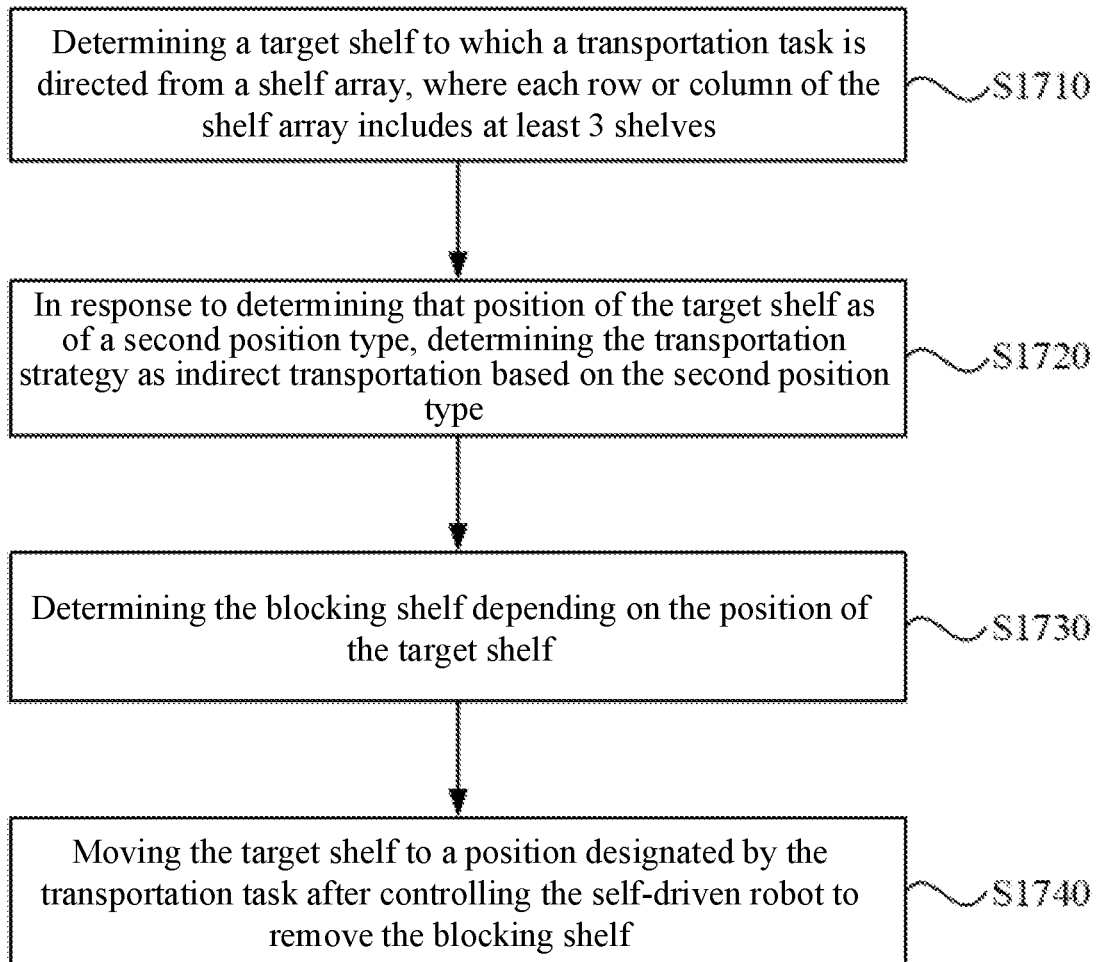 Determining a target shelf to which a transportation task is
directed from a shelf array, where each row or column of the
shelf array includes at least 3 shelves
S1710
In response to determining that position of the target shelf as
of a second position type, determining the transportation
strategy as indirect transportation based on the second position
type
S1720
Determining the blocking shelf depending on the position of
the target shelf
S1730
Moving the target shelf to a position designated by the
transportation task after controlling the self-driven robot to
remove the blocking shelf
S1740